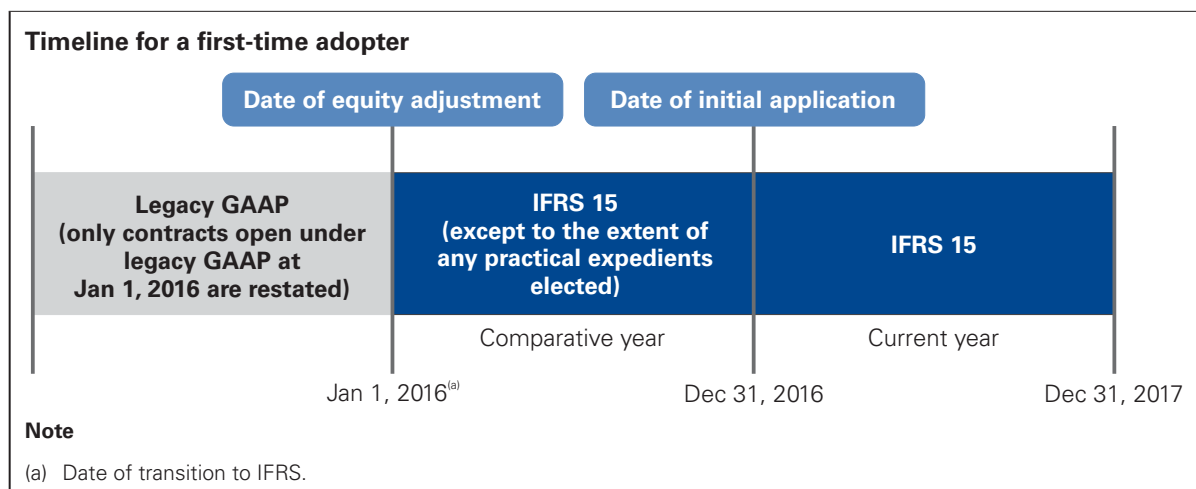 Timeline for a first-time adopter
Date of equity adjustment
Date of initial application
Legacy GAAP
(only contracts open under
legacy GAAP at
Jan 1, 2016 are restated)
IFRS 15
(except to the extent of
any practical expedients
elected)
IFRS 15
Comparative year
Current year
Jan 1, 2016(a)
Dec 31, 2016
Dec 31, 2017
Note
(a) Date of transition to IFRS.